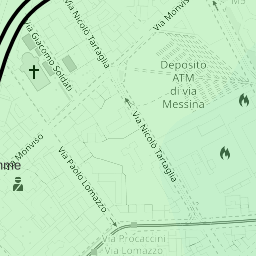 M5
Via Giacomo Soldati
Via Nicolò Tartaglia
Via Monviso
Deposito
ATM
di via
Messina
Via Nicolò Tartaglia
Monviso
Via Paolo Lomazzo
Via Procaccini
Via Lomazzo